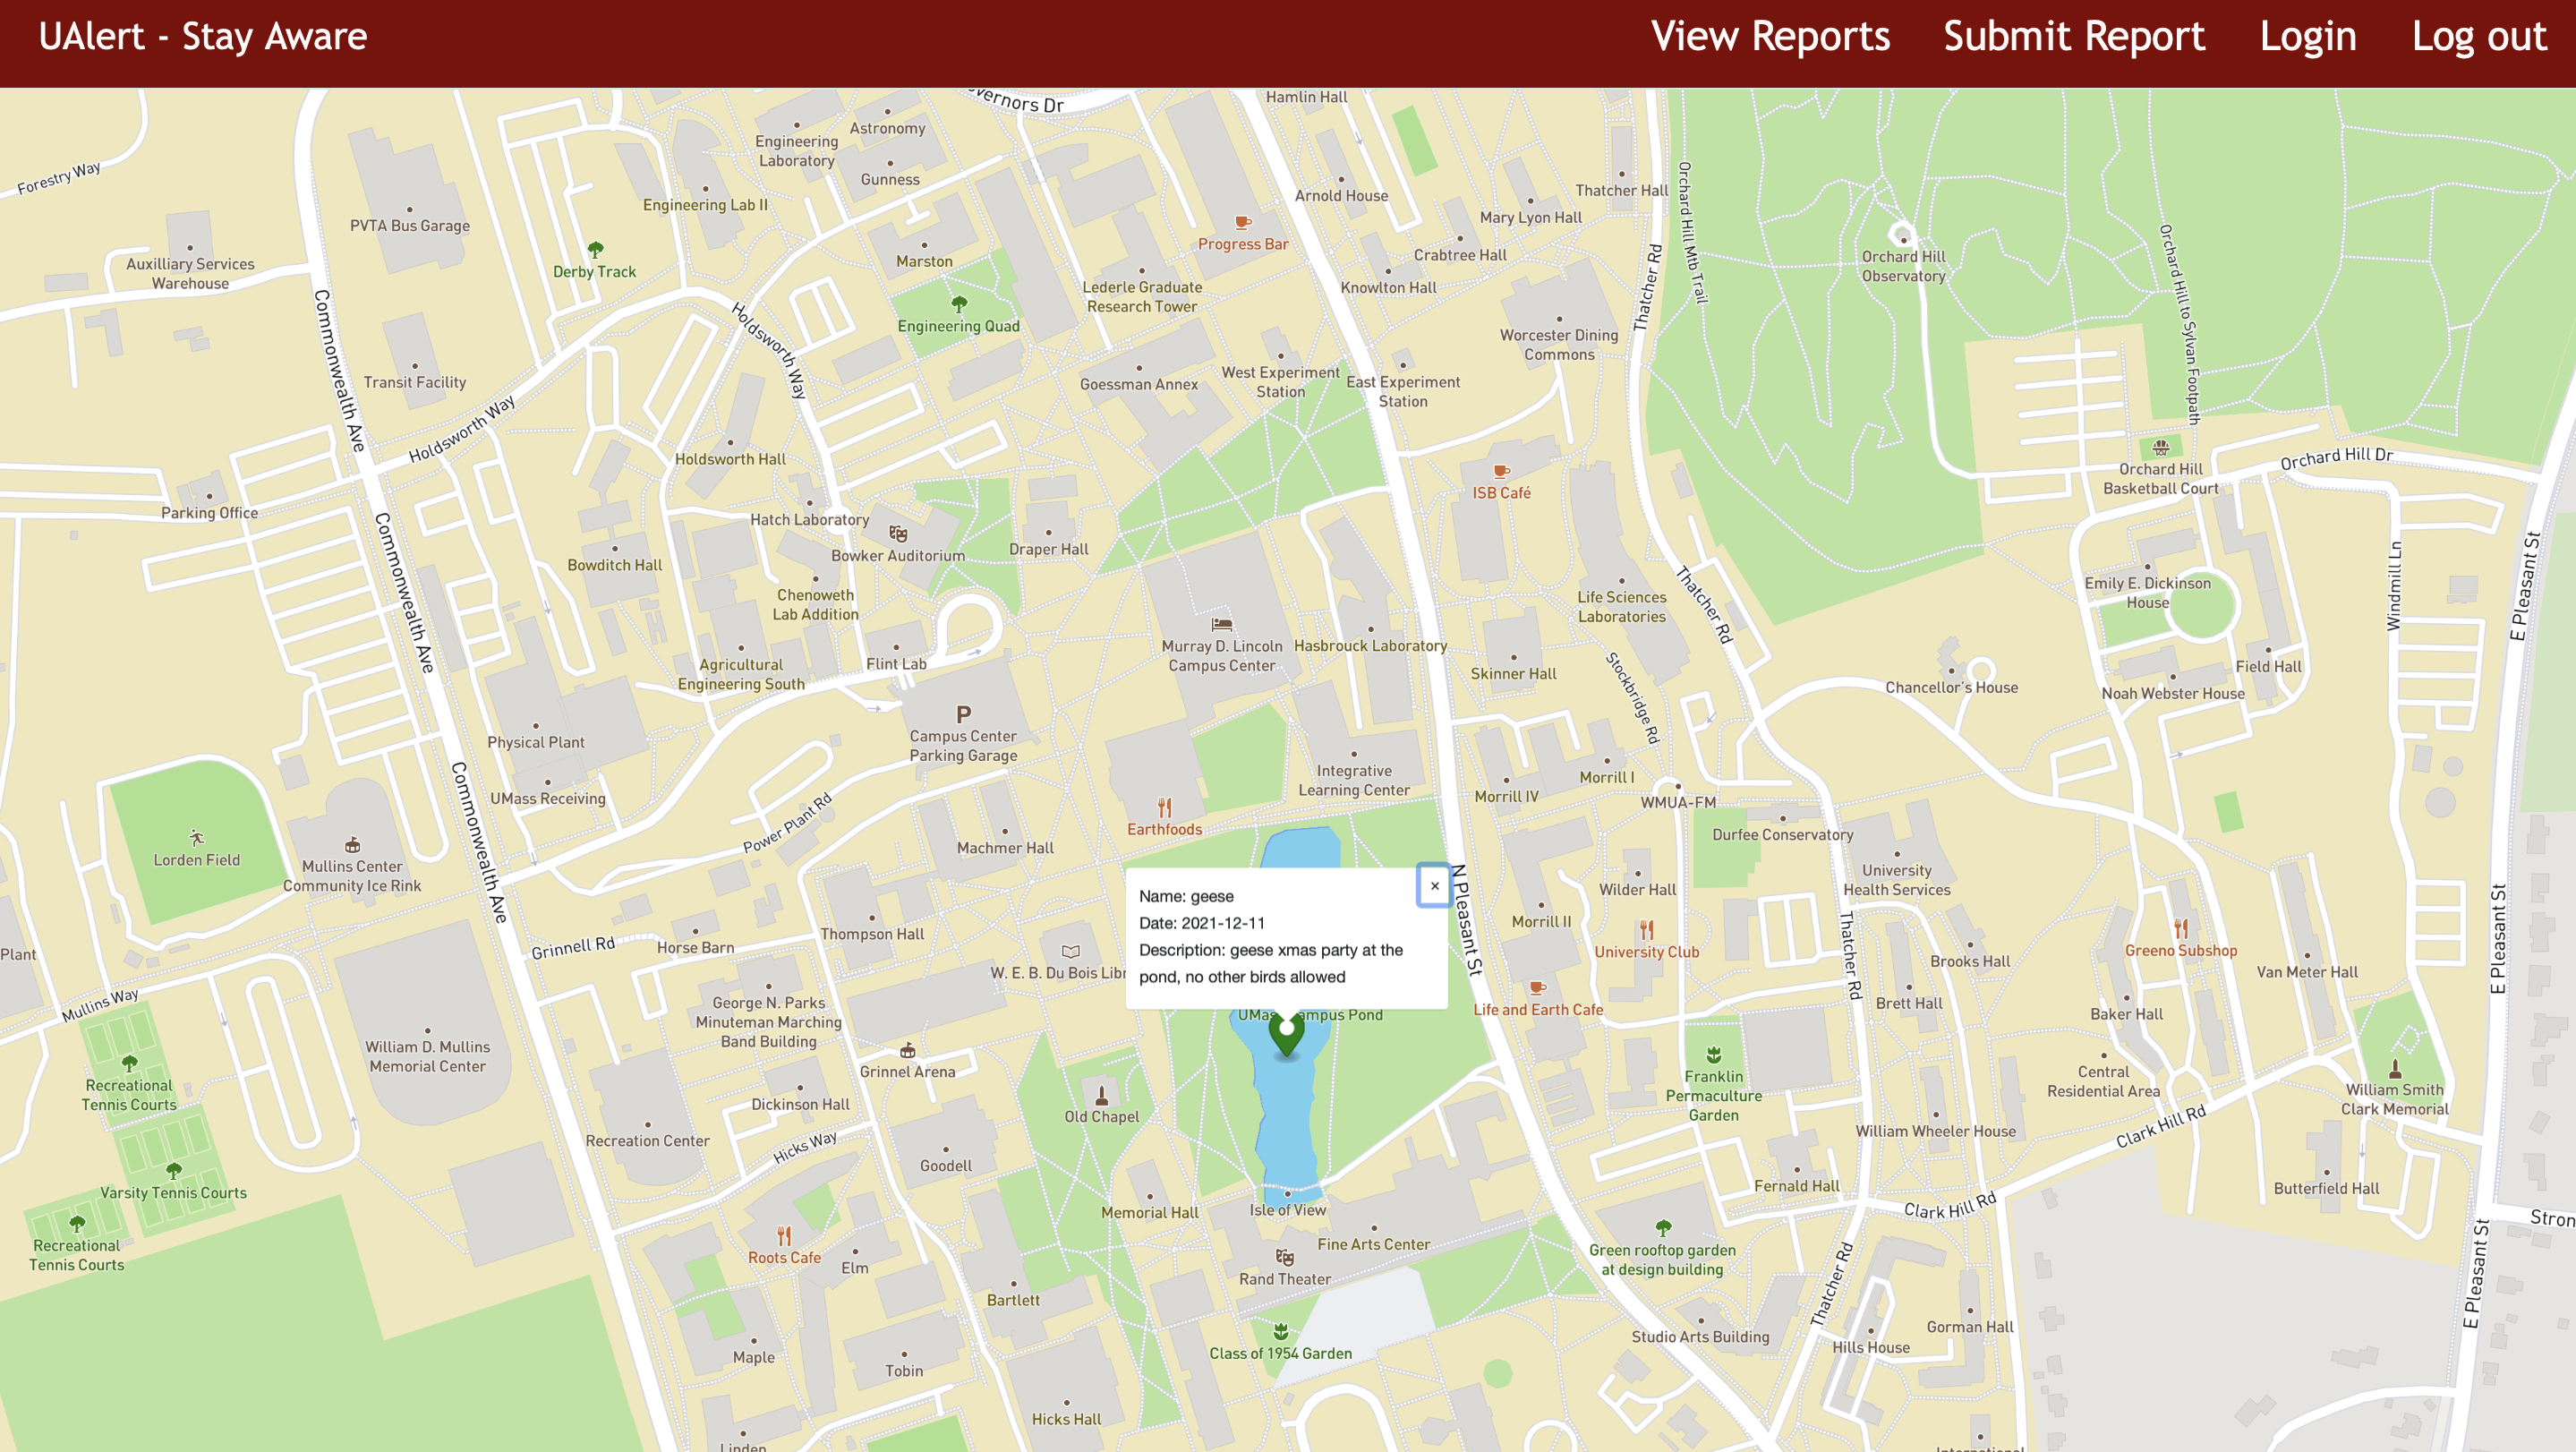 UAlert - Stay Aware
View Reports
Submit Report
Login
Log out
Governors Dr
Hamlin Hall
Astronomy
Engineering
Laboratory
Gunness
Engineering Lab II
Forestry Way
PVTA Bus Garage
Auxilliary Services
Warehouse
Derby Track
Marston
Engineering Quad
Progress Bar
Lederle Graduate
Research Tower
Arnold House
Mary Lyon Hall
Thatcher Hall
Crabtree Hall
Knowlton Hall
Orchard Hill Mtb Trail
Orchard Hill
Observatory
Orchard Hill to Sylvan Footpath
Thatcher Rd
Commonwealth Ave
Transit Facility
Holdsworth Way
Holdsworth Way
Goessman Annex
West Experiment
Station
East Experiment
Station
Worcester Dining
Commons
Holdsworth Hall
Parking Office
Hatch Laboratory
Bowker Auditorium
Draper Hall
ISB Café
Orchard Hill
Basketball Court
Orchard Hill Dr
Commonwealth Ave
Bowditch Hall
Chenoweth
Lab Addition
Life Sciences
Laboratories
Thatcher Rd
Emily E. Dickinson
House
Windmill Ln
E Pleasant St
Agricultural
Engineering South
Flint Lab
Murray D. Lincoln
Campus Center
Hasbrouck Laboratory
Skinner Hall
Stockbridge Rd
Chancellor's House
Noah Webster House
Field Hall
Physical Plant
P
Campus Center
Parking Garage
Integrative
Learning Center
Morrill I
Morrill IV
WMUA-FM
UMass Receiving
Power Plant Rd
Earthfoods
Machmer Hall
Durfee Conservatory
Lorden Field
Mullins Center
Community Ice Rink
Commonwealth Ave
N Pleasant St
Wilder Hall
University
Health Services
×
Name: geese
Date: 2021-12-11
Description: geese xmas party at the
pond, no other birds allowed
Plant
Grinnell Rd
Horse Barn
Thompson Hall
W. E. B. Du Bois Libr
Morrill II
University Club
Thatcher Rd
Brooks Hall
Greeno Subshop
Van Meter Hall
E Pleasant St
Mullins Way
George N. Parks
Minuteman Marching
Band Building
UMass Campus Pond
Life and Earth Cafe
Brett Hall
Baker Hall
William D. Mullins
Memorial Center
Grinnel Arena
Recreational
Tennis Courts
Dickinson Hall
Old Chapel
Franklin
Permaculture
Garden
Central
Residential Area
William Smith
Clark Memorial
Recreation Center
Hicks Way
Goodell
William Wheeler House
Clark Hill Rd
Varsity Tennis Courts
Memorial Hall
Isle of View
Fernald Hall
Clark Hill Rd
Butterfield Hall
Stron
Recreational
Tennis Courts
Roots Cafe
Elm
Fine Arts Center
Rand Theater
Green rooftop garden
at design building
Thatcher Rd
E Pleasant St
Bartlett
Maple
Tobin
Class of 1954 Garden
Studio Arts Building
Hills House
Gorman Hall
Hicks Hall
Linden
International